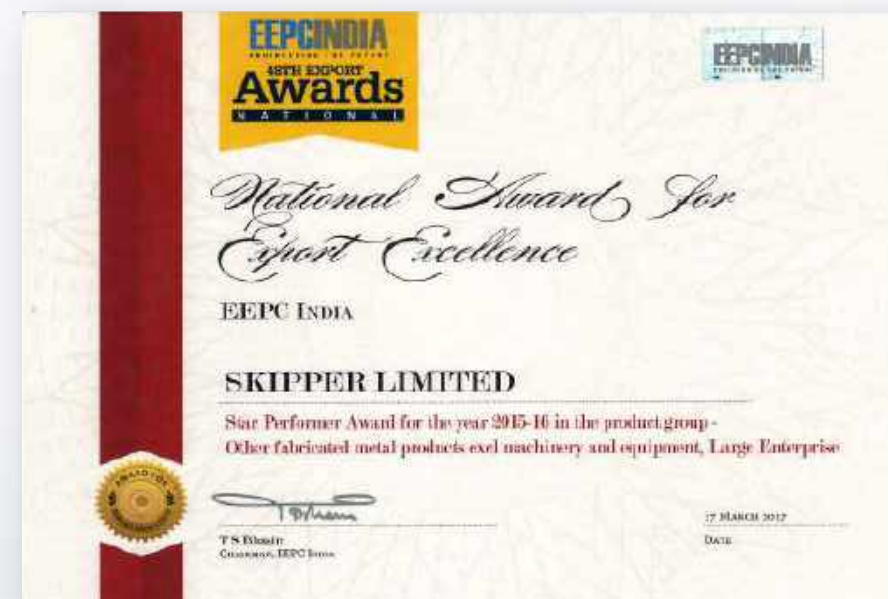 EEPCINDIA
48TH EXPORT
Awards
NATIONAL
EEPCINDIA
National Award for
Export Excellence
EEPC INDIA
SKIPPER LIMITED
Star Performer Award for the year 2015-16 in the product group -
Other fabricated metal products excl machinery and equipment, Large Enterprise
T S Bhasin
CHAIRMAN, EEPC INDIA
17 MARCH 2017
DATE
AWARD FOR